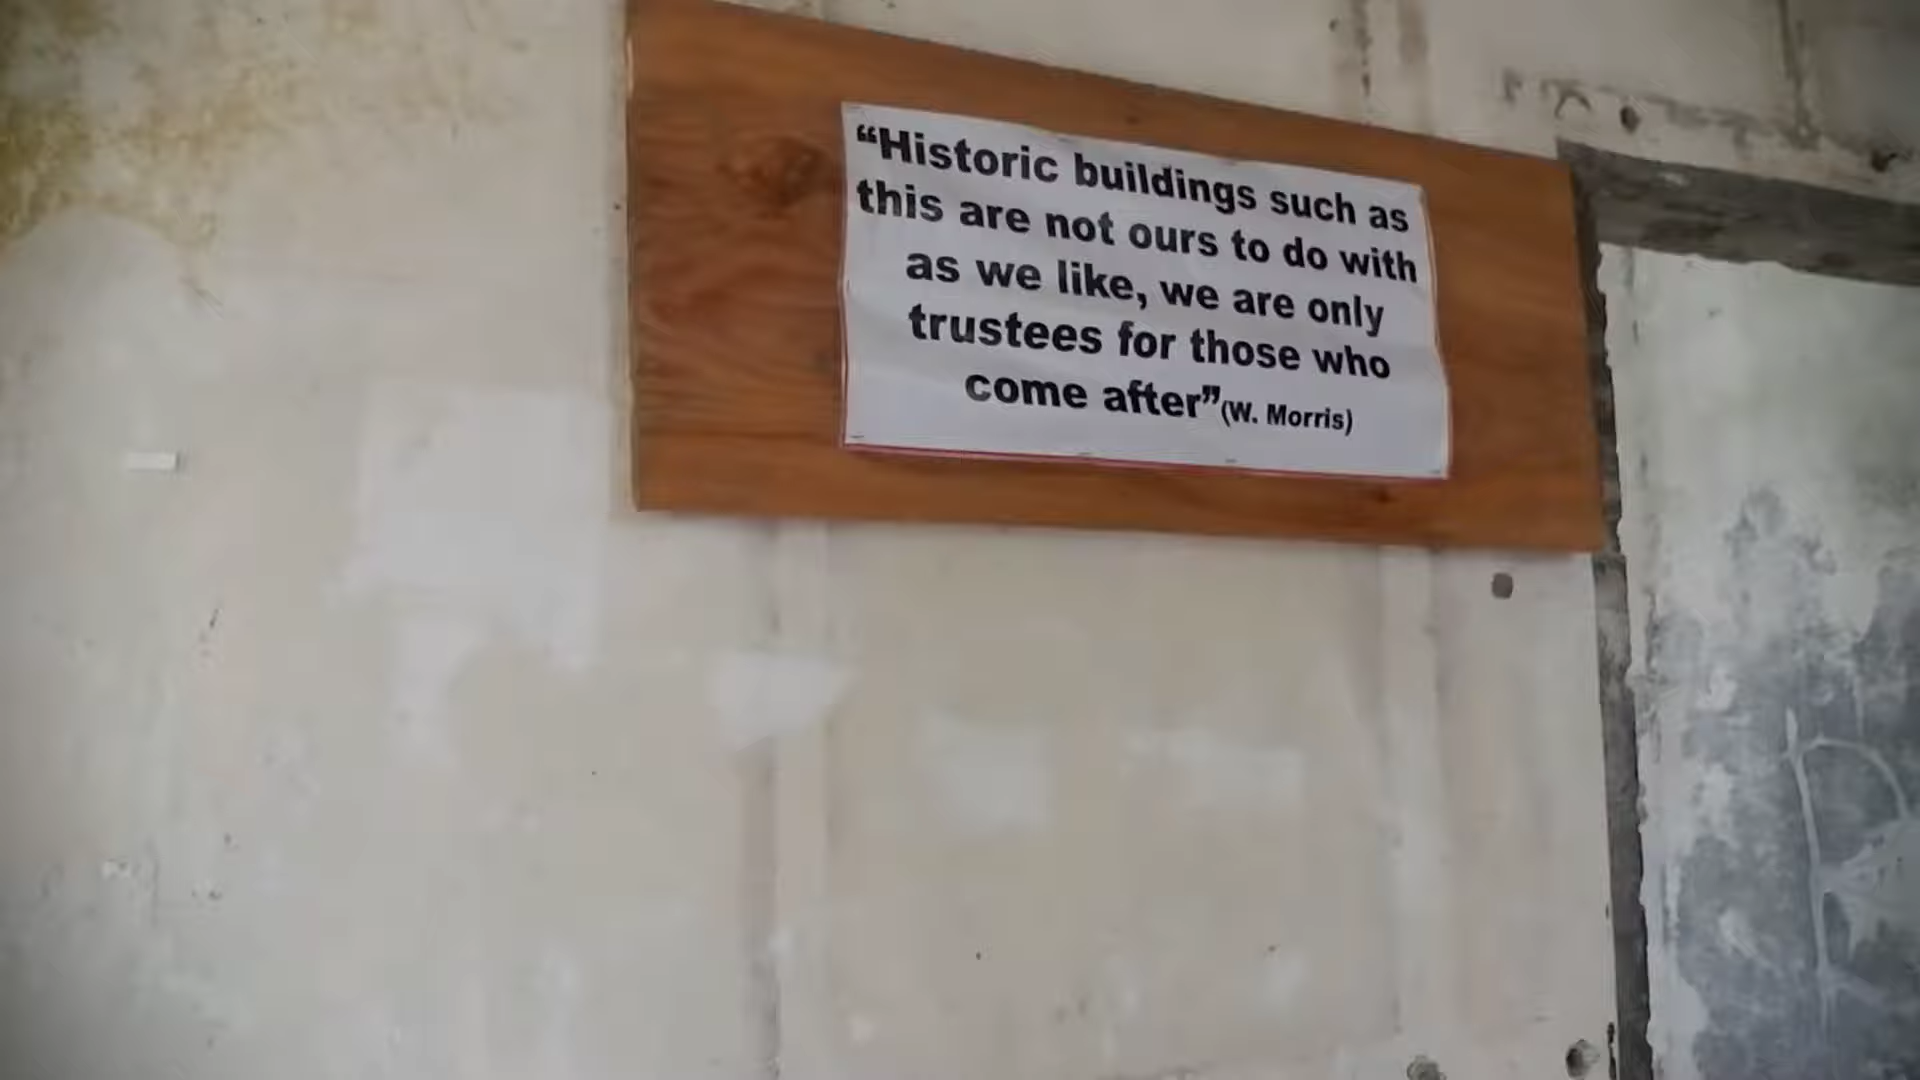 “Historic buildings such as
this are not ours to do with
as we like, we are only
trustees for those who
come after”(W. Morris)